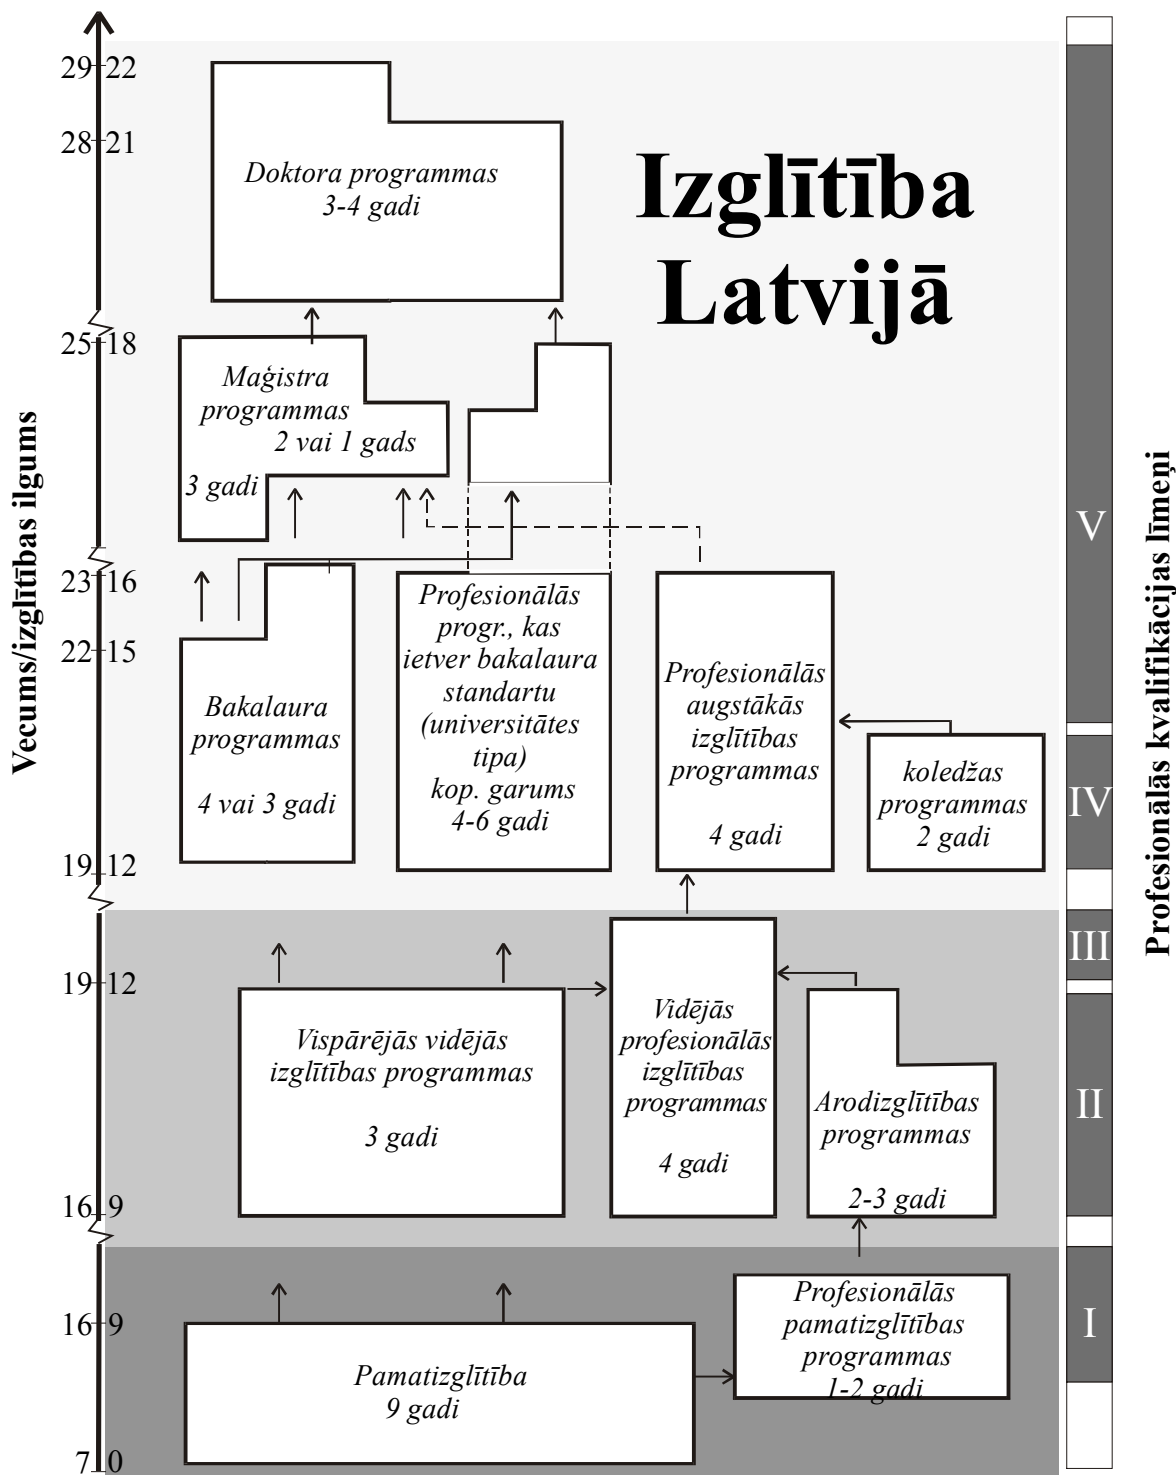 Izglītība
Latvijā
Vecums/izglītības ilgums
Profesionālās kvalifikācijas līmeņi
29 22
28 21
25 18
23 16
22 15
19 12
19 12
16 9
16 9
7 0
Doktora programmas
3-4 gadi
Maģistra
programmas
2 vai 1 gads
3 gadi
Bakalaura
programmas
4 vai 3 gadi
Profesionālās
progr., kas
ietver bakalaura
standartu
(universitātes
tipa)
kop. garums
4-6 gadi
Profesionālās
augstākās
izglītības
programmas
4 gadi
koledžas
programmas
2 gadi
Vispārējās vidējās
izglītības programmas
3 gadi
Vidējās
profesionālās
izglītības
programmas
4 gadi
Arodizglītības
programmas
2-3 gadi
Pamatizglītība
9 gadi
Profesionālās
pamatizglītības
programmas
1-2 gadi
V
IV
III
II
I